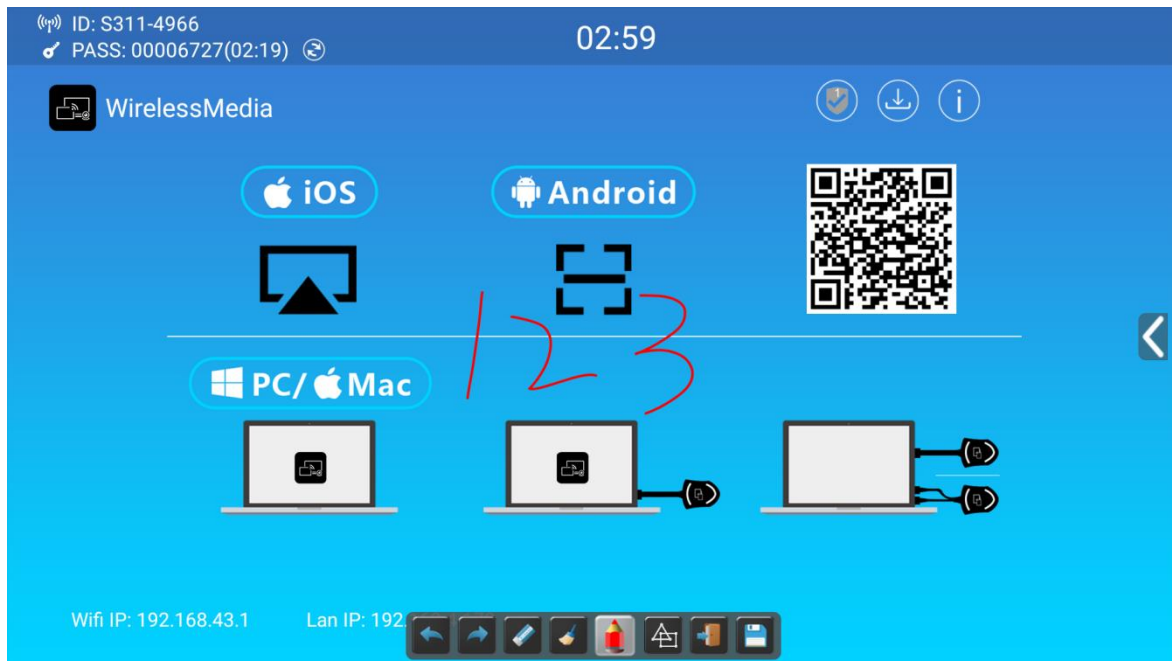 ID: S311-4966
PASS: 00006727(02:19)
02:59
WirelessMedia
1
i
iOS
Android
123
PC/ Mac
Wifi IP: 192.168.43.1
Lan IP: 192.